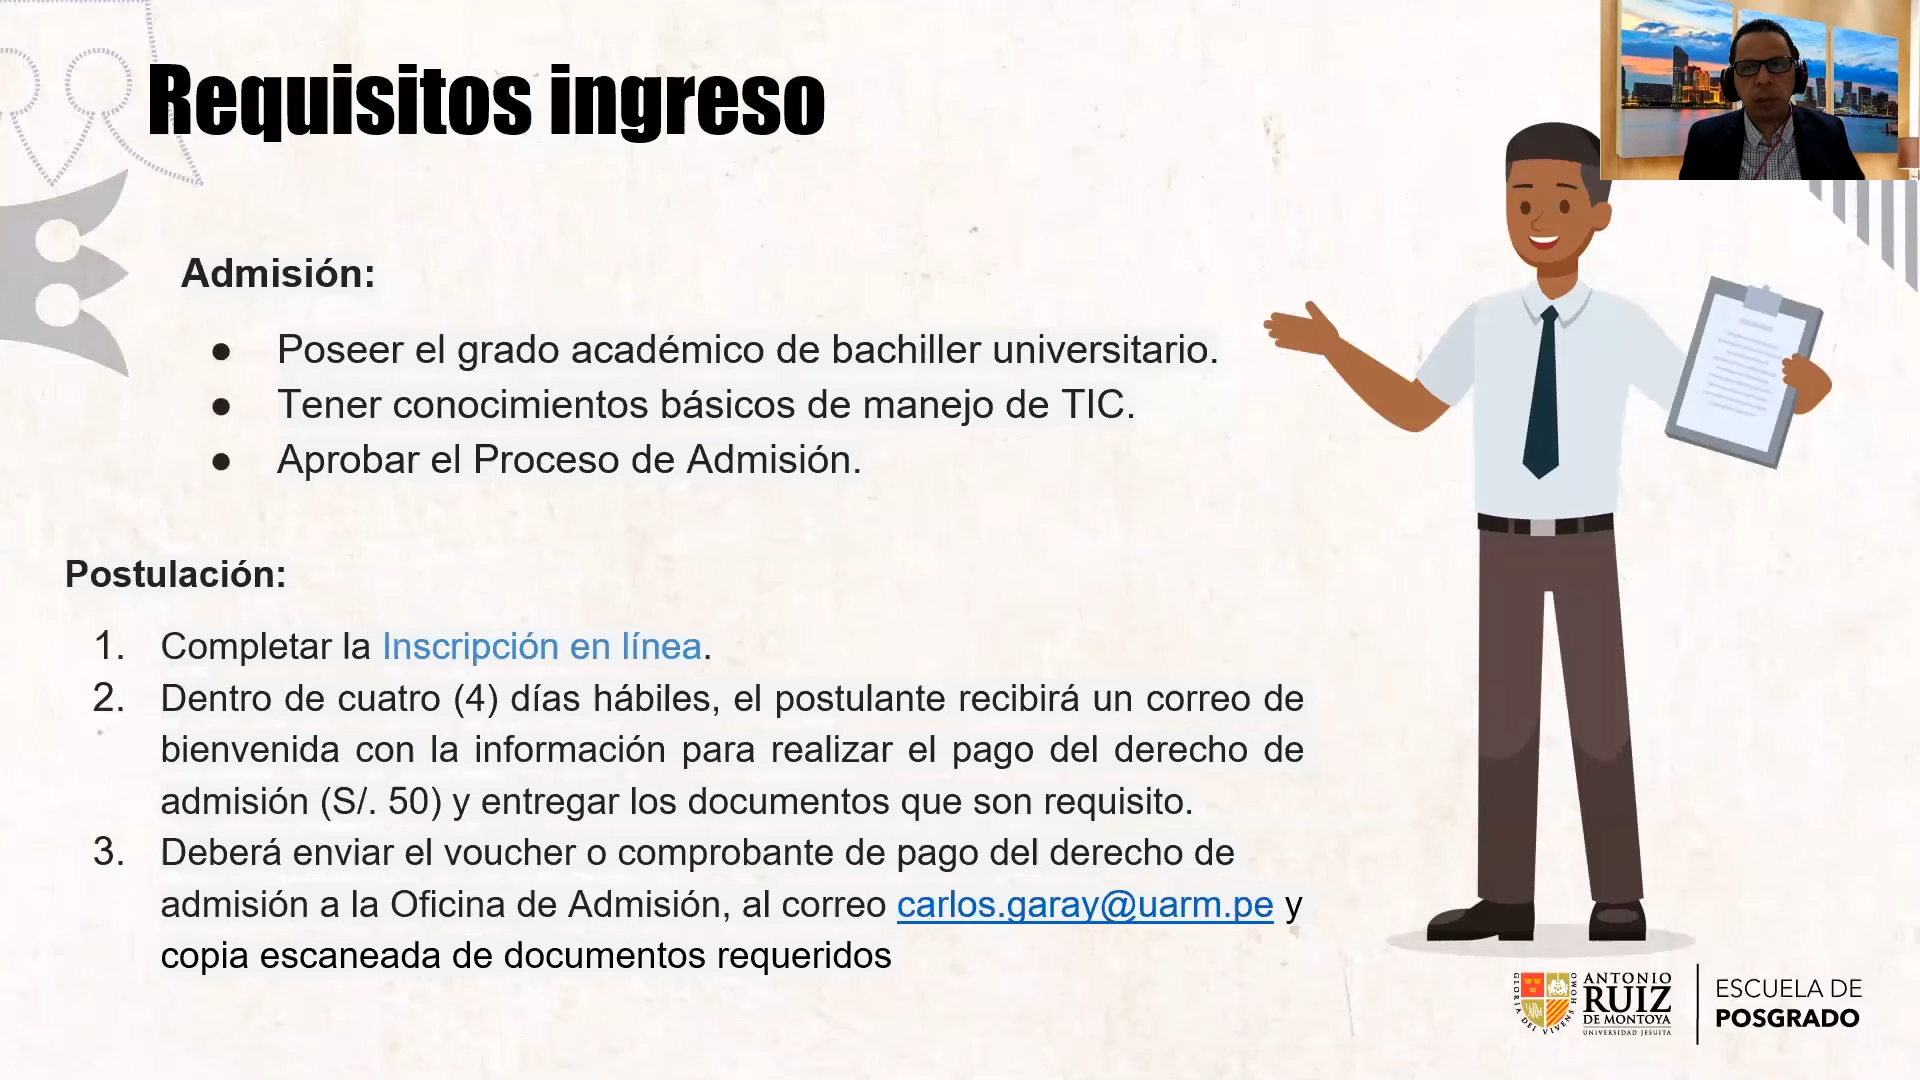 Requisitos ingreso
Admisión:
● Poseer el grado académico de bachiller universitario.
● Tener conocimientos básicos de manejo de TIC.
● Aprobar el Proceso de Admisión.
Postulación:
1. Completar la Inscripción en línea.
2. Dentro de cuatro (4) días hábiles, el postulante recibirá un correo de
bienvenida con la información para realizar el pago del derecho de
admisión (S/. 50) y entregar los documentos que son requisito.
3. Deberá enviar el voucher o comprobante de pago del derecho de
admisión a la Oficina de Admisión, al correo carlos.garay@uarm.pe y
copia escaneada de documentos requeridos
GLORIA DEI VIVENS HOMO
ANTONIO
RUIZ
DE MONTOYA
UNIVERSIDAD JESUITA
ESCUELA DE
POSGRADO